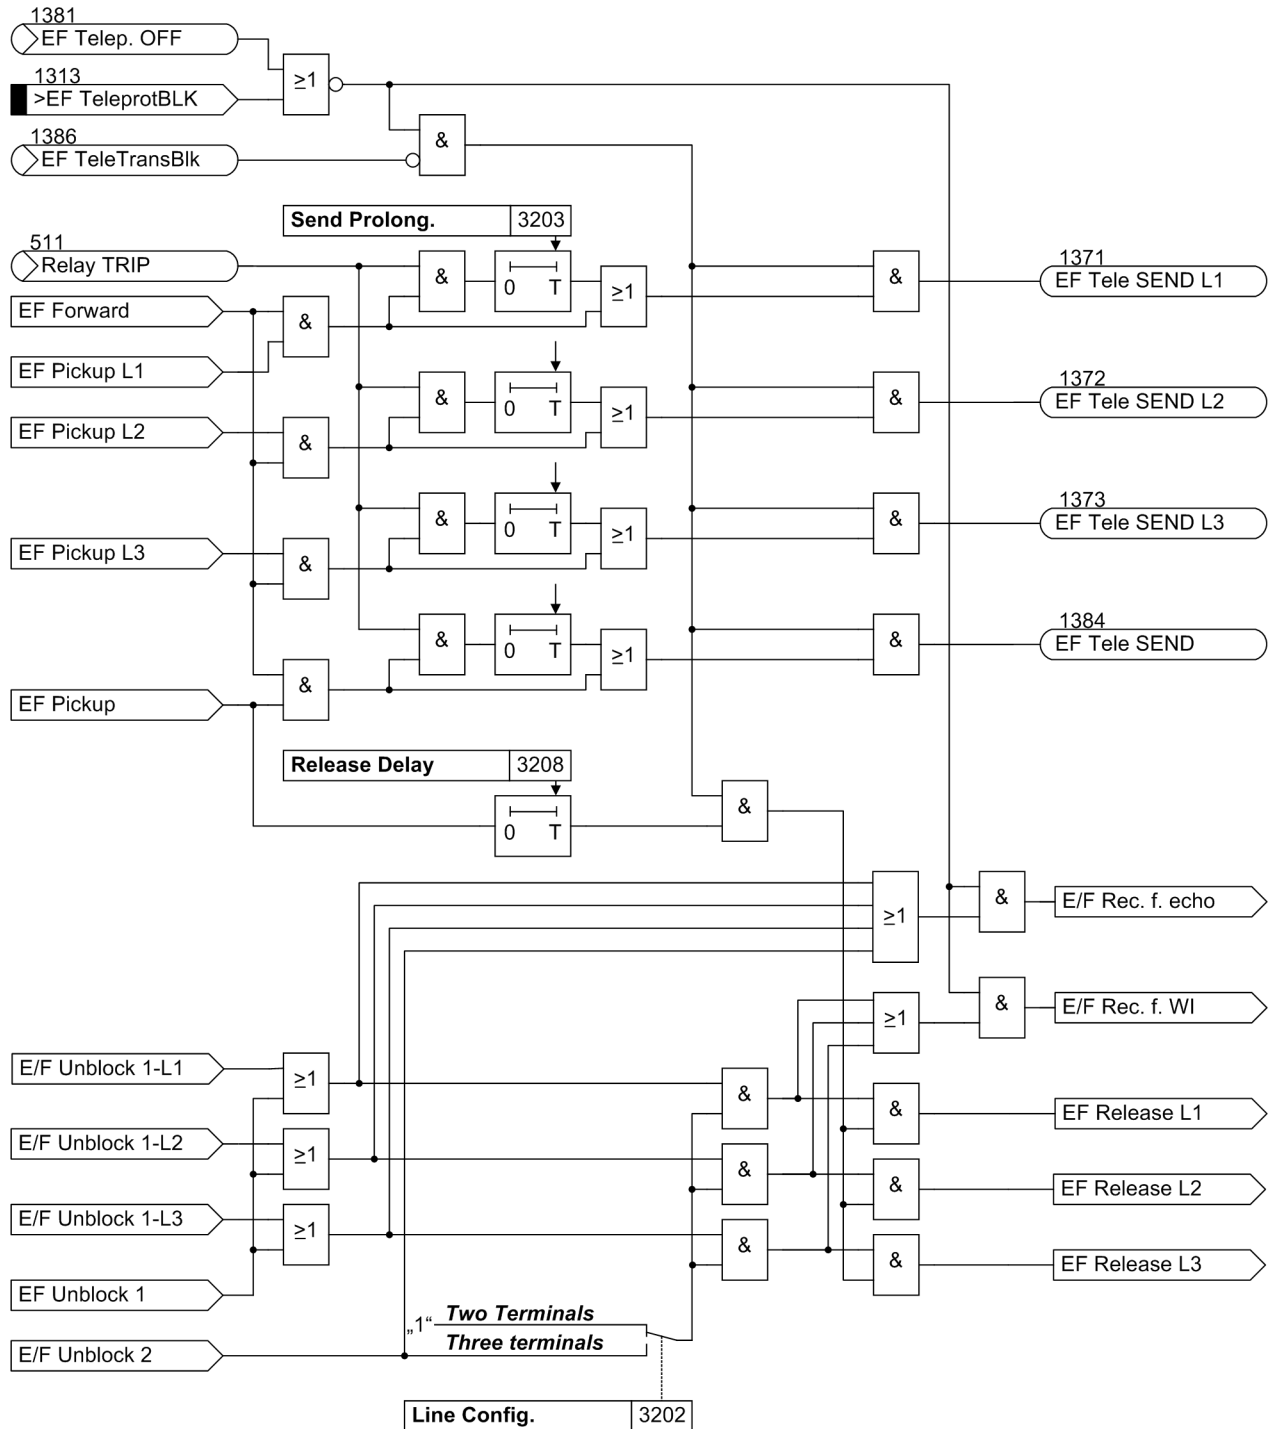 1381
EF Telep. OFF
≥1
1313
>EF TeleprotBLK
1386
EF TeleTransBlk
&
Send Prolong. 3203
511
Relay TRIP
& 0 T ≥1 &
1371
EF Tele SEND L1
EF Forward
&
EF Pickup L1
& 0 T ≥1 &
1372
EF Tele SEND L2
EF Pickup L2
&
& 0 T ≥1 &
1373
EF Tele SEND L3
EF Pickup L3
&
& 0 T ≥1 &
1384
EF Tele SEND
EF Pickup
&
Release Delay 3208
0 T &
≥1 & E/F Rec. f. echo
≥1 & E/F Rec. f. WI
E/F Unblock 1-L1 ≥1 & & EF Release L1
E/F Unblock 1-L2 ≥1 & & EF Release L2
E/F Unblock 1-L3 ≥1 & & EF Release L3
EF Unblock 1
„1“ Two Terminals
Three terminals
E/F Unblock 2
Line Config. 3202